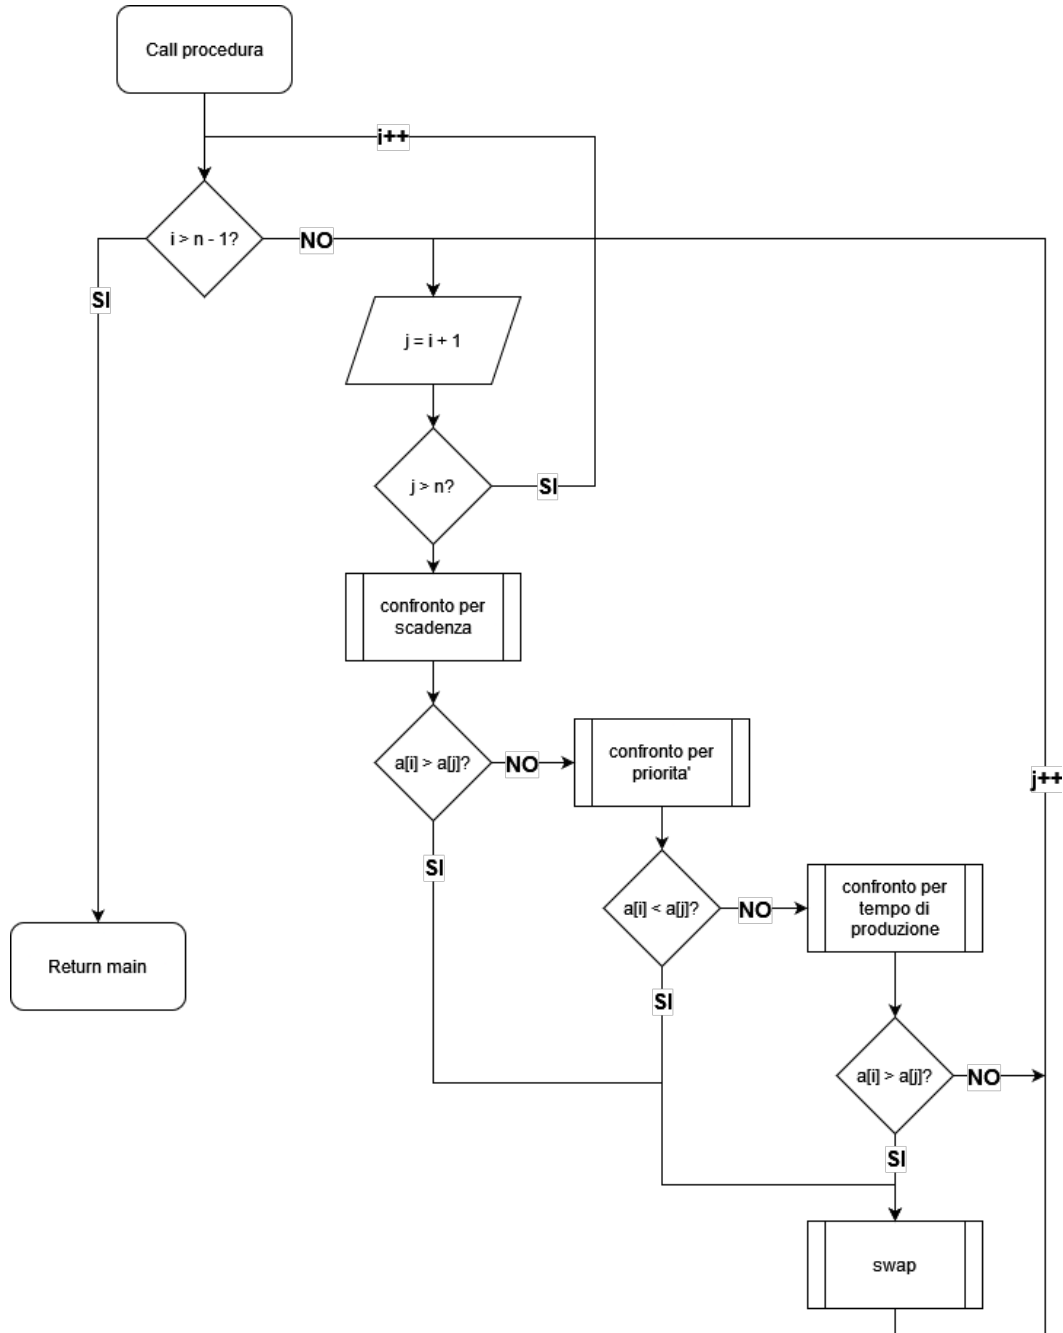 Call procedura
i++
i > n - 1?
NO
SI
j = i + 1
j > n?
SI
confronto per
scadenza
a[i] > a[j]?
NO
confronto per
priorita'
j++
SI
a[i] < a[j]?
NO
confronto per
tempo di
produzione
Return main
SI
a[i] > a[j]?
NO
SI
swap